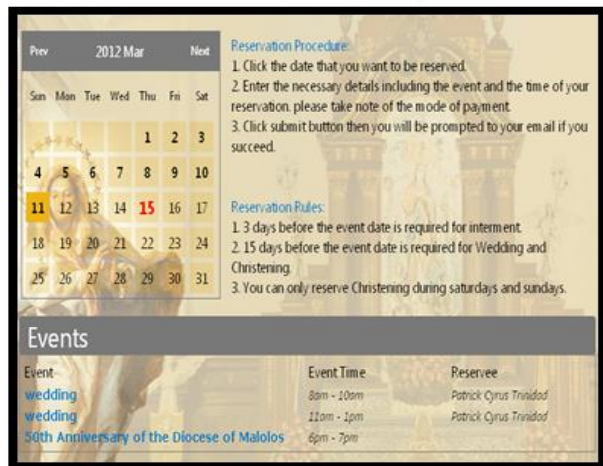 Prev 2012 Mar Next
Sun Mon Tue Wed Thu Fri Sat
1 2 3
4 5 6 7 8 9 10
11 12 13 14 15 16 17
18 19 20 21 22 23 24
25 26 27 28 29 30 31
Reservation Procedure:
1. Click the date that you want to be reserved.
2. Enter the necessary details including the event and the time of your
reservation. please take note of the mode of payment.
3. Click submit button then you will be prompted to your email if you
succeed.
Reservation Rules:
1. 3 days before the event date is required for interment.
2. 15 days before the event date is required for Wedding and
Christening.
3. You can only reserve Christening during saturdays and sundays.
Events
Event Event Time Reservee
wedding 8am - 10am Patrick Cyrus Trinidad
wedding 11am - 1pm Patrick Cyrus Trinidad
50th Anniversary of the Diocese of Malolos 6pm - 7pm